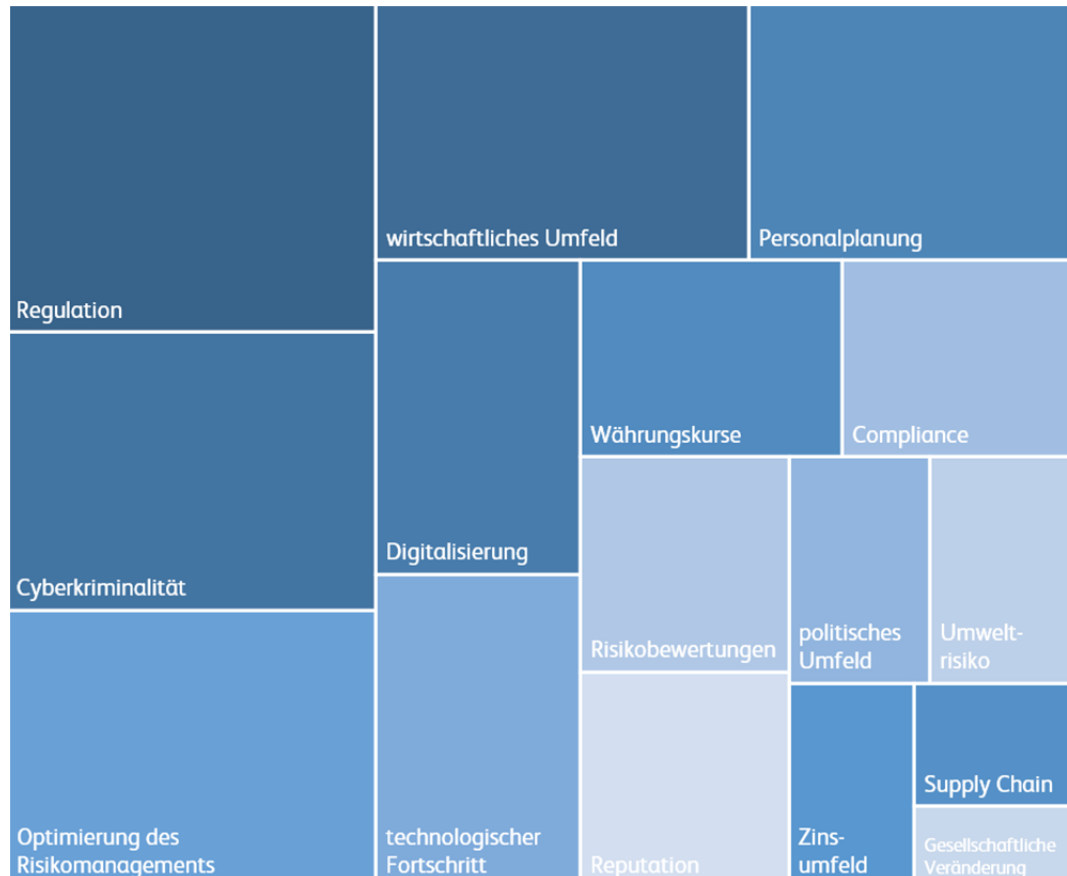 Regulation
wirtschaftliches Umfeld
Personalplanung
Cyberkriminalität
Digitalisierung
Währungskurse
Compliance
Optimierung des
Risikomanagements
technologischer
Fortschritt
Risikobewertungen
politisches
Umfeld
Umwelt-
risiko
Reputation
Zins-
umfeld
Supply Chain
Gesellschaftliche
Veränderung